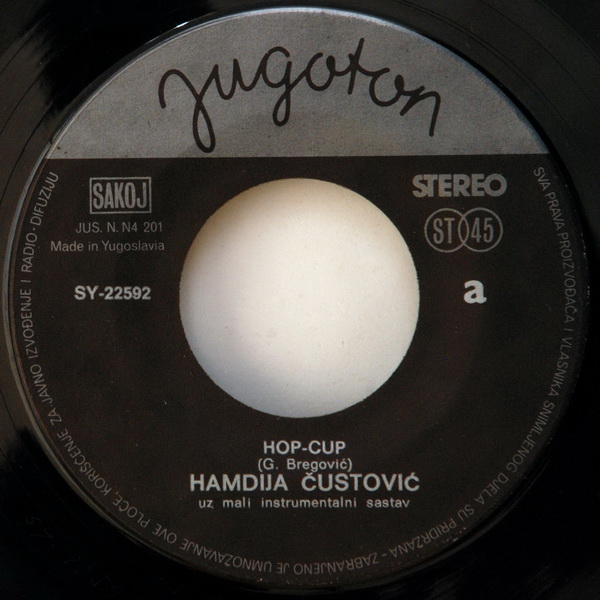 Jugoton
SAKOJ
STEREO
JUS. N. N4 201
ST 45
Made in Yugoslavia
SY-22592
a
HOP-CUP
(G. Bregović)
HAMDIJA ČUSTOVIĆ
uz mali instrumentalni sastav
SVA PRAVA PROIZVOĐAČA I VLASNIKA SNIMLJENOG DJELA SU PRIDRŽANA - ZABRANJENO JE UMNOŽAVANJE OVE PLOČE, KORIŠĆENJE ZA JAVNO IZVOĐENJE I RADIO-DIFUZIJU